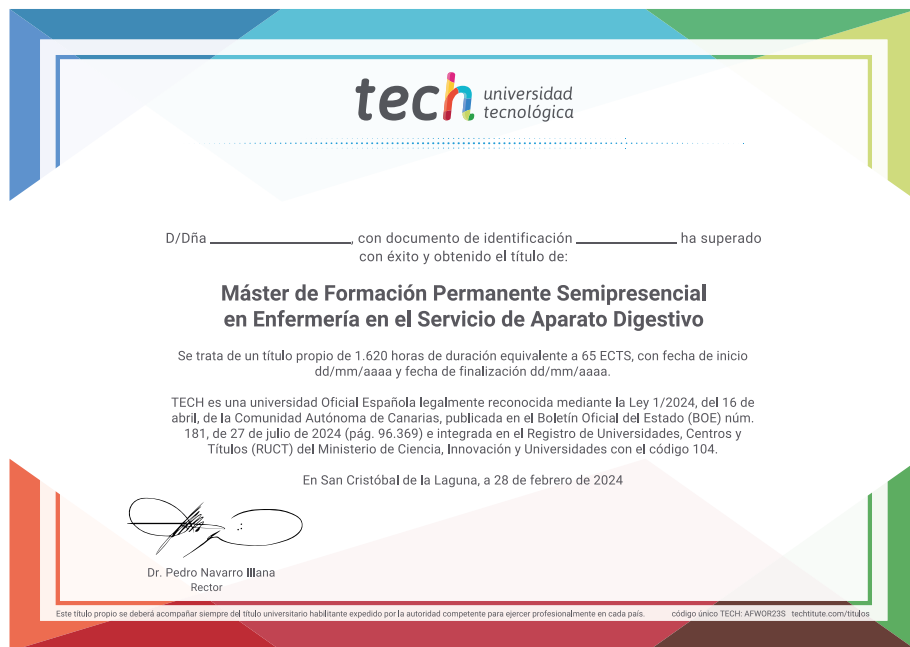 tech universidad
tecnológica
D/Dña ______________, con documento de identificación ______________ ha superado
con éxito y obtenido el título de:
Máster de Formación Permanente Semipresencial
en Enfermería en el Servicio de Aparato Digestivo
Se trata de un título propio de 1.620 horas de duración equivalente a 65 ECTS, con fecha de inicio
dd/mm/aaaa y fecha de finalización dd/mm/aaaa.
TECH es una universidad Oficial Española legalmente reconocida mediante la Ley 1/2024, del 16 de
abril, de la Comunidad Autónoma de Canarias, publicada en el Boletín Oficial del Estado (BOE) núm.
181, de 27 de julio de 2024 (pág. 96.369) e integrada en el Registro de Universidades, Centros y
Títulos (RUCT) del Ministerio de Ciencia, Innovación y Universidades con el código 104.
En San Cristóbal de la Laguna, a 28 de febrero de 2024
Dr. Pedro Navarro Illana
Rector
Este título propio se deberá acompañar siempre del título universitario habilitante expedido por la autoridad competente para ejercer profesionalmente en cada país. código único TECH: AFWOR23S techtitute.com/titulos